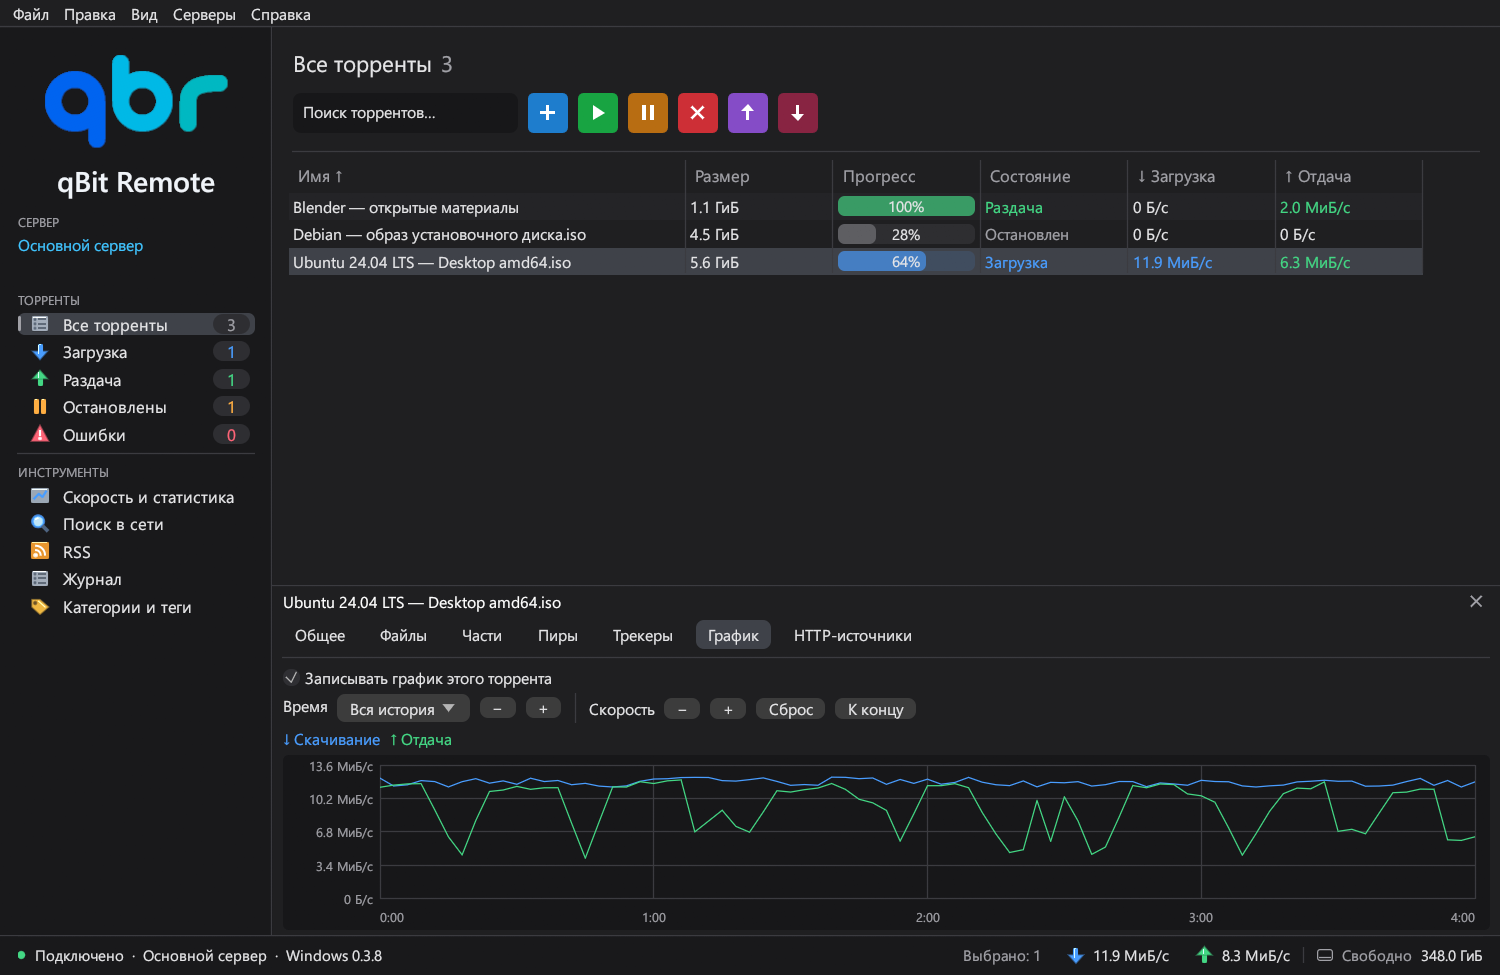 Файл Правка Вид Серверы Справка
qbr
qBit Remote
СЕРВЕР
Основной сервер
ТОРРЕНТЫ
Все торренты 3
Загрузка 1
Раздача 1
Остановлены 1
Ошибки 0
ИНСТРУМЕНТЫ
Скорость и статистика
Поиск в сети
RSS
Журнал
Категории и теги
Все торренты 3
Поиск торрентов...
Имя ↑ Размер Прогресс Состояние ↓ Загрузка ↑ Отдача
Blender — открытые материалы 1.1 ГиБ 100% Раздача 0 Б/с 2.0 МиБ/с
Debian — образ установочного диска.iso 4.5 ГиБ 28% Остановлен 0 Б/с 0 Б/с
Ubuntu 24.04 LTS — Desktop amd64.iso 5.6 ГиБ 64% Загрузка 11.9 МиБ/с 6.3 МиБ/с
Ubuntu 24.04 LTS — Desktop amd64.iso
Общее Файлы Части Пиры Трекеры График HTTP-источники
Записывать график этого торрента
Время Вся история − + Скорость − + Сброс К концу
↓ Скачивание ↑ Отдача
13.6 МиБ/с
10.2 МиБ/с
6.8 МиБ/с
3.4 МиБ/с
0 Б/с
0:00 1:00 2:00 3:00 4:00
Подключено · Основной сервер · Windows 0.3.8 Выбрано: 1 11.9 МиБ/с 8.3 МиБ/с Свободно 348.0 ГиБ